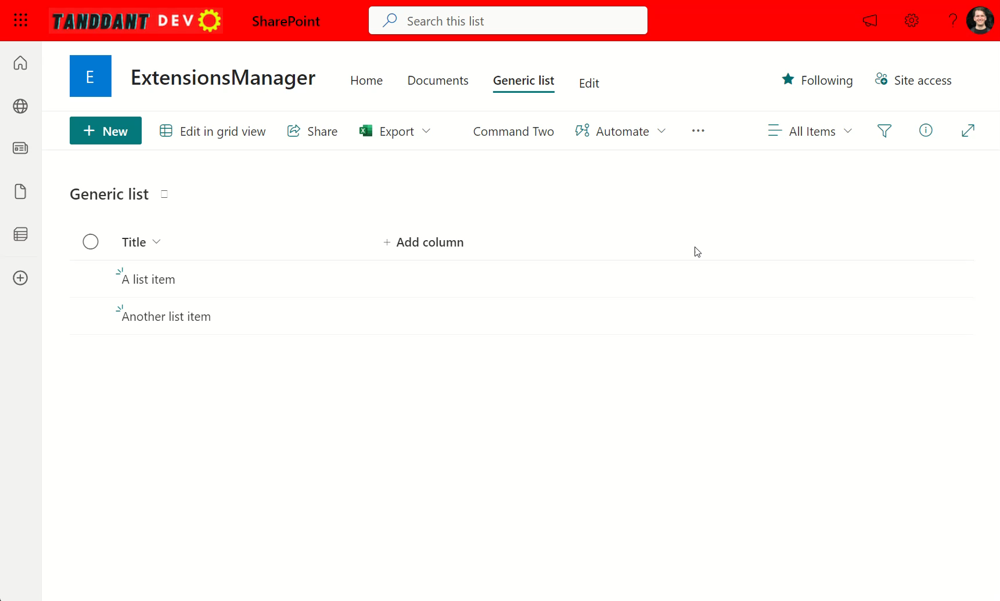 TANDDANT DEV
SharePoint
Search this list
?
E
ExtensionsManager
Home
Documents
Generic list
Edit
Following
Site access
+ New
Edit in grid view
Share
Export
Command Two
Automate
...
All Items
Generic list
Title
+ Add column
A list item
Another list item